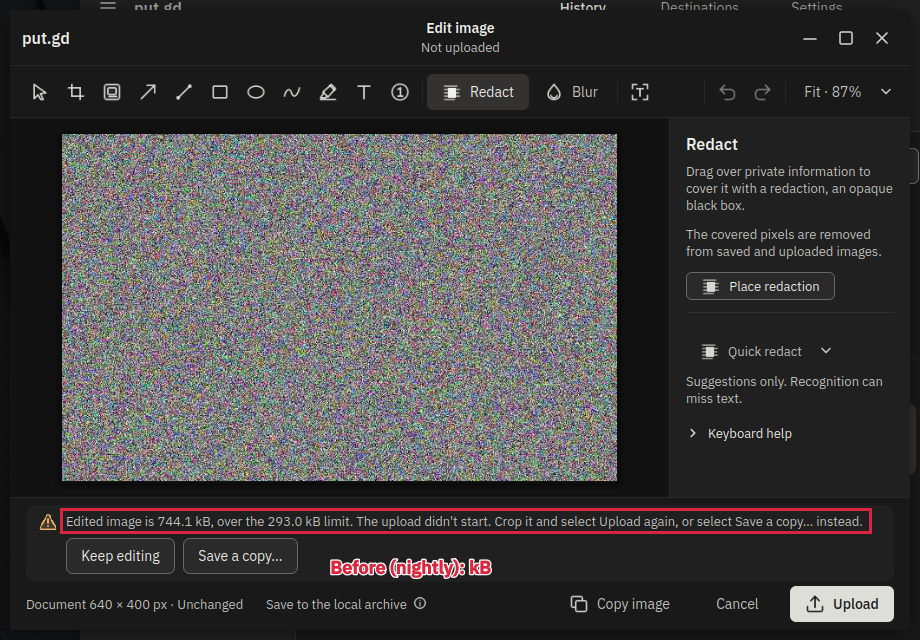 put.gd
History
Destinations
Settings
put.gd
Edit image
Not uploaded
1
Redact
Blur
T
Fit · 87%
Redact
Drag over private information to
cover it with a redaction, an opaque
black box.
The covered pixels are removed
from saved and uploaded images.
Place redaction
Quick redact
Suggestions only. Recognition can
miss text.
Keyboard help
Edited image is 744.1 kB, over the 293.0 kB limit. The upload didn't start. Crop it and select Upload again, or select Save a copy... instead.
Keep editing
Save a copy...
Before (nightly): kB
Document 640 × 400 px · Unchanged
Save to the local archive
Copy image
Cancel
Upload